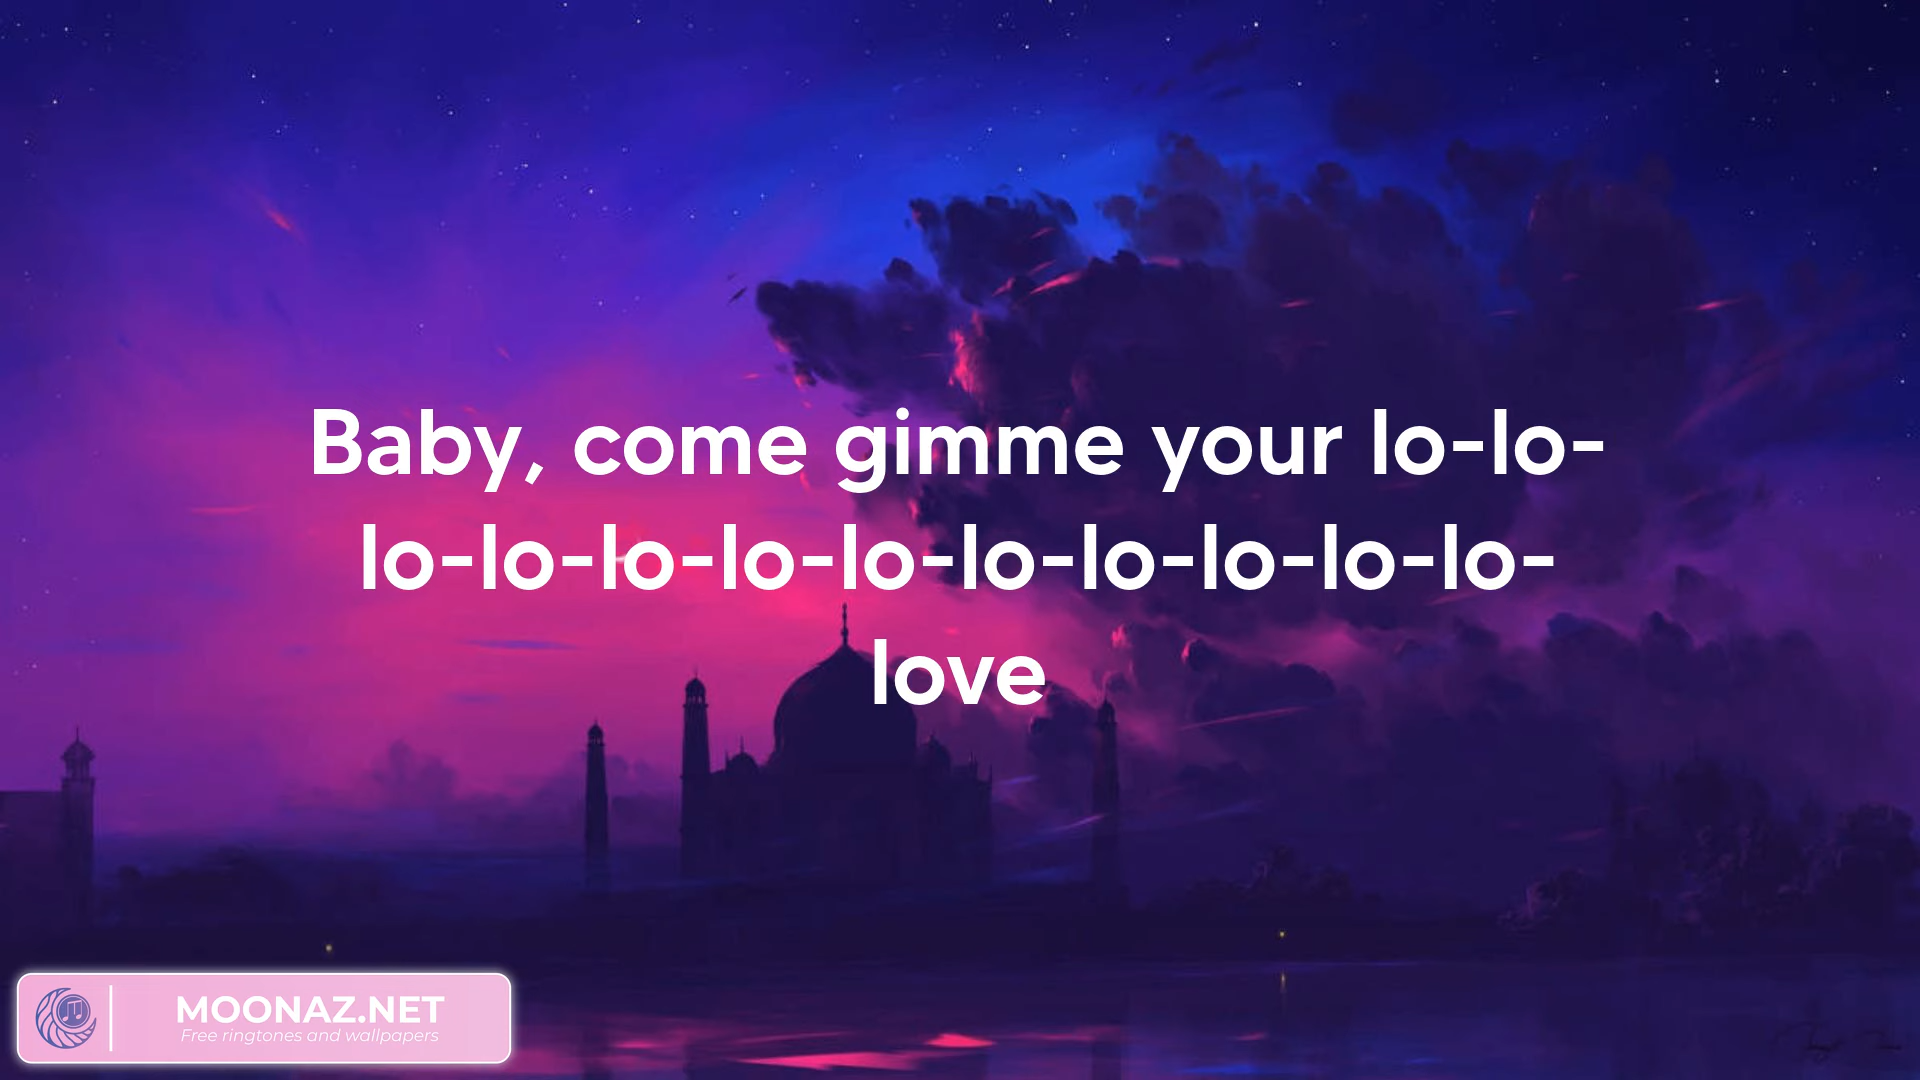 Baby, come gimme your lo-lo-
lo-lo-lo-lo-lo-lo-lo-lo-lo-lo-
love
MOONAZ.NET
Free ringtones and wallpapers